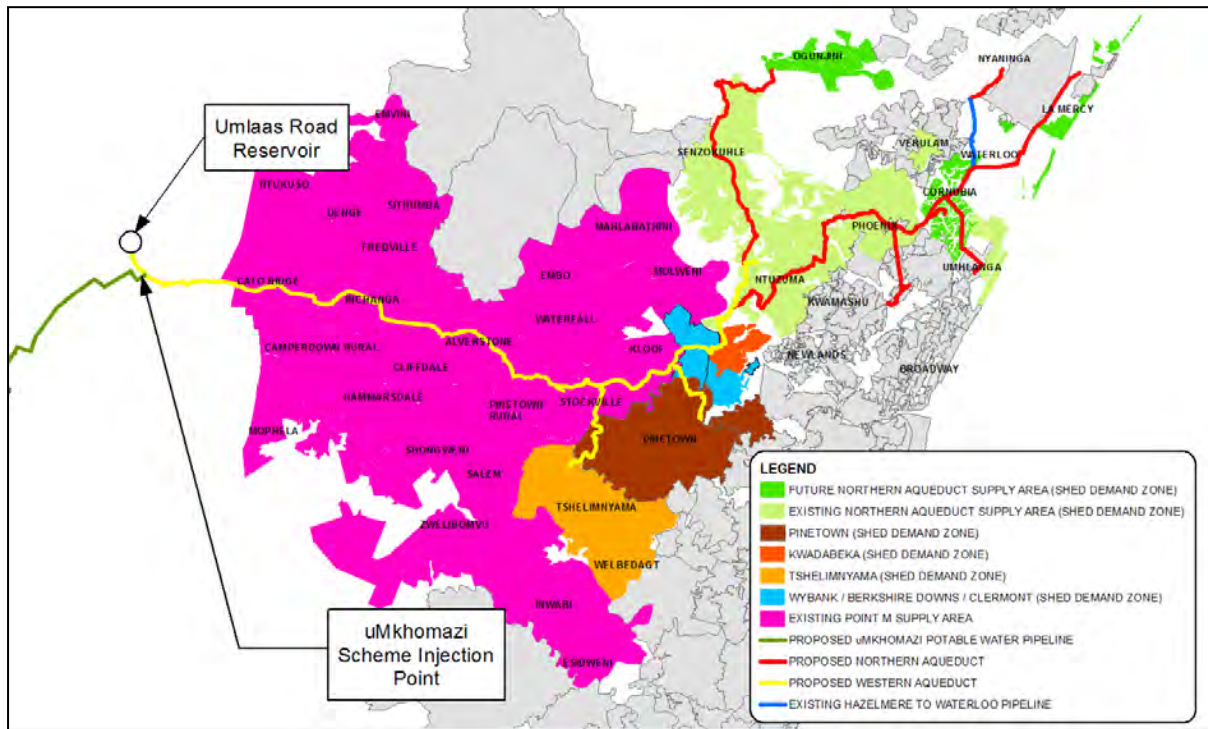 OGUNJINI
NYANINGA
LA MERCY
EMVINI
SENZOKUHLE
VERULAM
WATERLOO
Umlaas Road
Reservoir
CORNUBIA
SITHUMBA
MAHLABATHINI
PHOENIX
FREDVILLE
UMHLANGA
EMBO
MOLWENI
NTUZUMA
CATO RIDGE
INCHANGA
KWAMASHU
WATERFALL
ALVERSTONE
KLOOF
NEWLANDS
CAMPERDOWN RURAL
BROADWAY
CLIFFDALE
HAMMARSDALE
PINETOWN
RURAL
STOCKVILLE
MOPHELA
PINETOWN
SHONGWENI
SALEM
TSHELIMNYAMA
ZWELIBOMVU
WELBEDAGT
INWABI
uMkhomazi
Scheme Injection
Point
ESIDWENI
LEGEND
FUTURE NORTHERN AQUEDUCT SUPPLY AREA (SHED DEMAND ZONE)
EXISTING NORTHERN AQUEDUCT SUPPLY AREA (SHED DEMAND ZONE)
PINETOWN (SHED DEMAND ZONE)
KWADABEKA (SHED DEMAND ZONE)
TSHELIMNYAMA (SHED DEMAND ZONE)
WYBANK / BERKSHIRE DOWNS / CLERMONT (SHED DEMAND ZONE)
EXISTING POINT M SUPPLY AREA
PROPOSED uMKHOMAZI POTABLE WATER PIPELINE
PROPOSED NORTHERN AQUEDUCT
PROPOSED WESTERN AQUEDUCT
EXISTING HAZELMERE TO WATERLOO PIPELINE